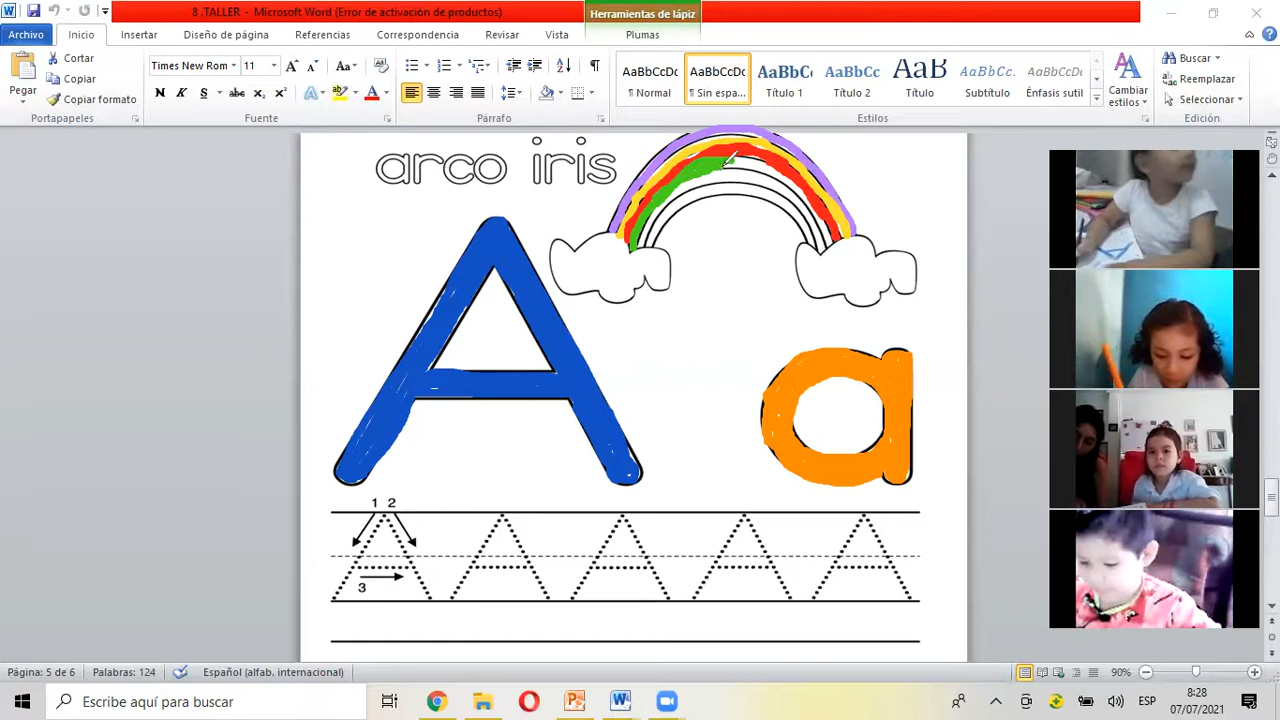 8 .TALLER - Microsoft Word (Error de activación de productos)
Herramientas de lápiz
Archivo Inicio Insertar Diseño de página Referencias Correspondencia Revisar Vista Plumas
Pegar
Cortar
Copiar
Copiar formato
Portapapeles
Times New Rom 11
N K S abc x₂ x²
Fuente
Párrafo
AaBbCcDc AaBbCcDc AaBbC AaBbCc AaB AaBbCc. AaBbCcDc
¶ Normal ¶ Sin espa... Título 1 Título 2 Título Subtítulo Énfasis sutil
Estilos
Cambiar estilos
Buscar
Reemplazar
Seleccionar
Edición
arco iris
A a
1 2
3
A A A A A
Página: 5 de 6 Palabras: 124 Español (alfab. internacional) 90%
Escribe aquí para buscar
ESP
8:28
07/07/2021